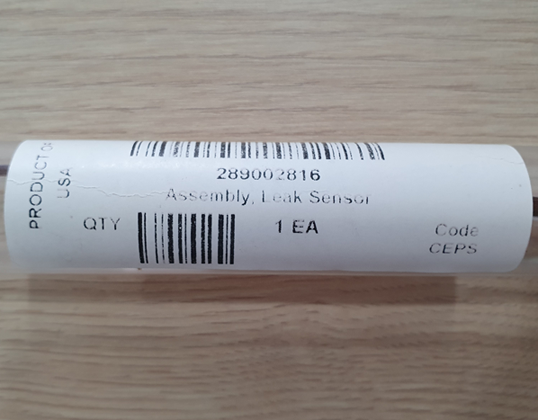 PRODUCT OF
USA
289002816
Assembly, Leak Sensor
QTY
1 EA
Code
CEPS